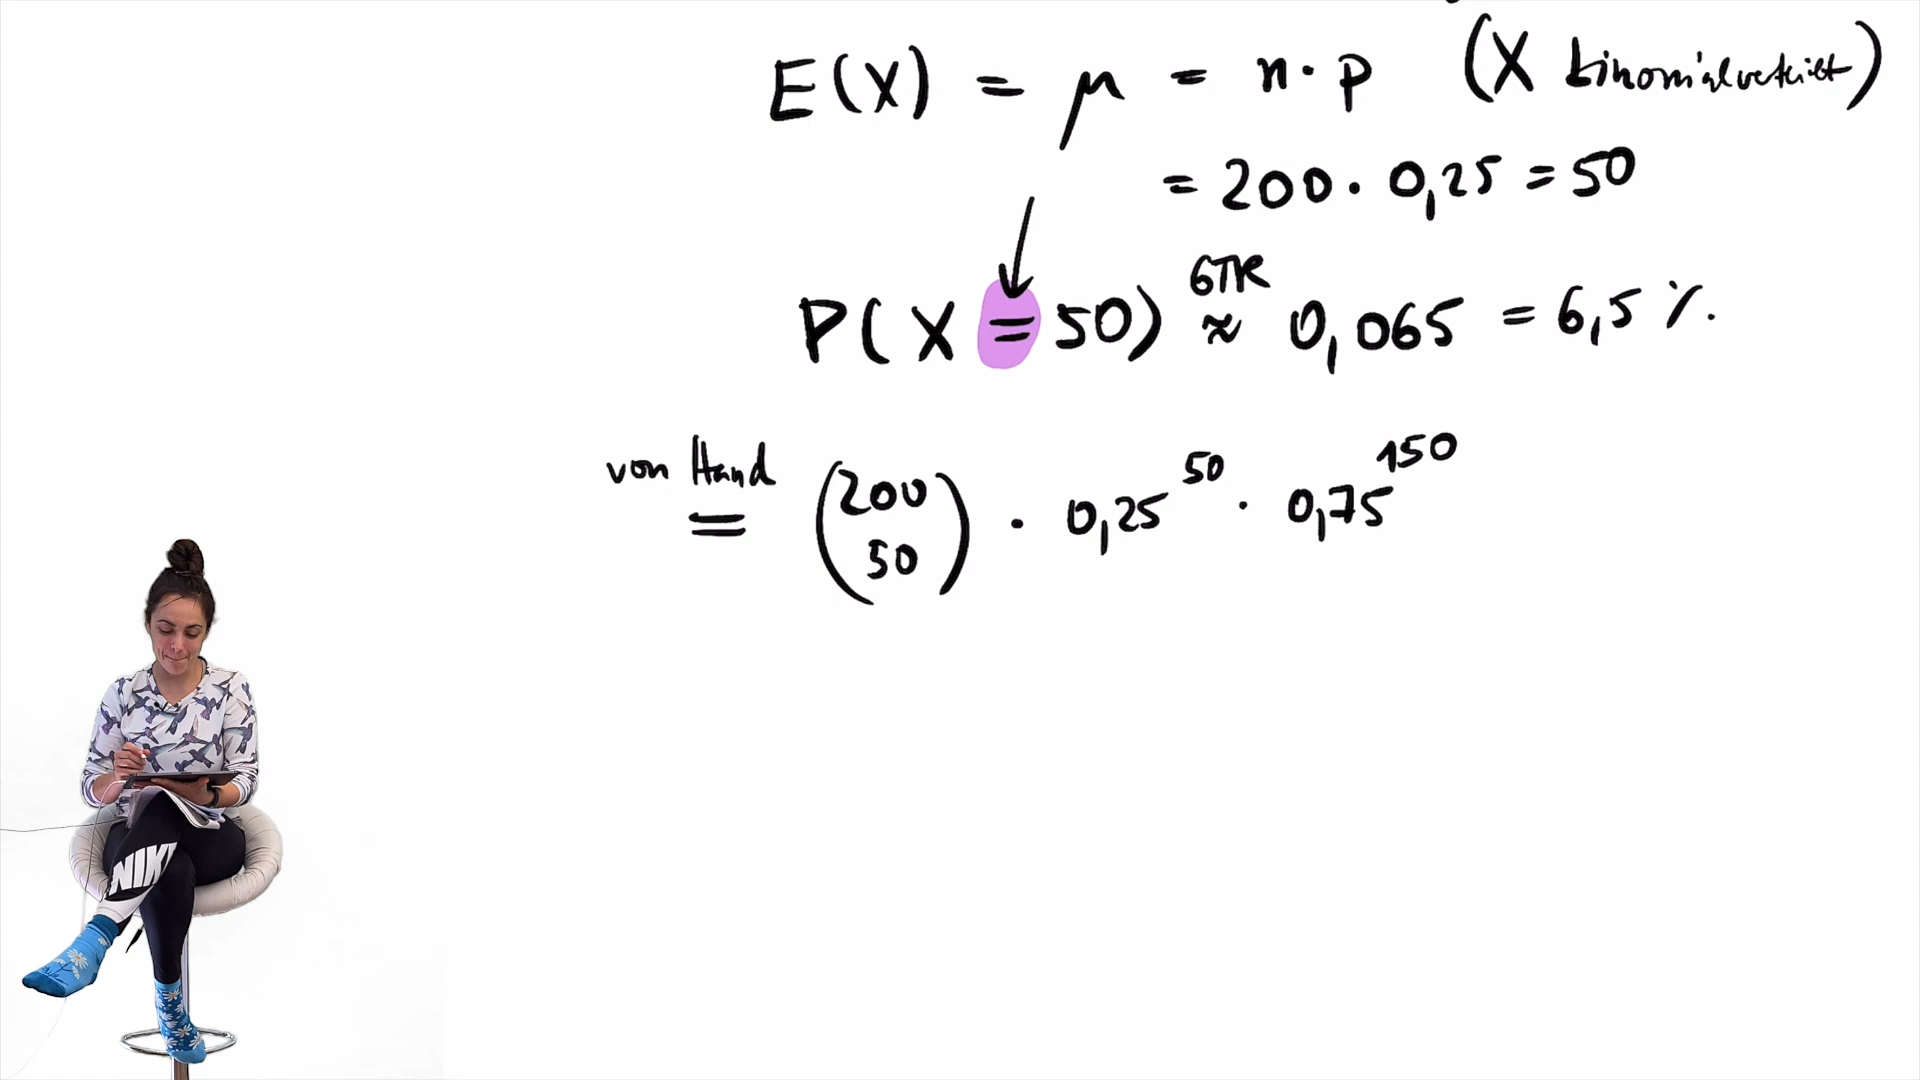 E(X) = μ = n · p (X binomialverteilt)
= 200 · 0,25 = 50
P(X = 50) GTR ≈ 0,065 = 6,5 %.
von Hand = (200 50) · 0,25^50 · 0,75^150
NIK